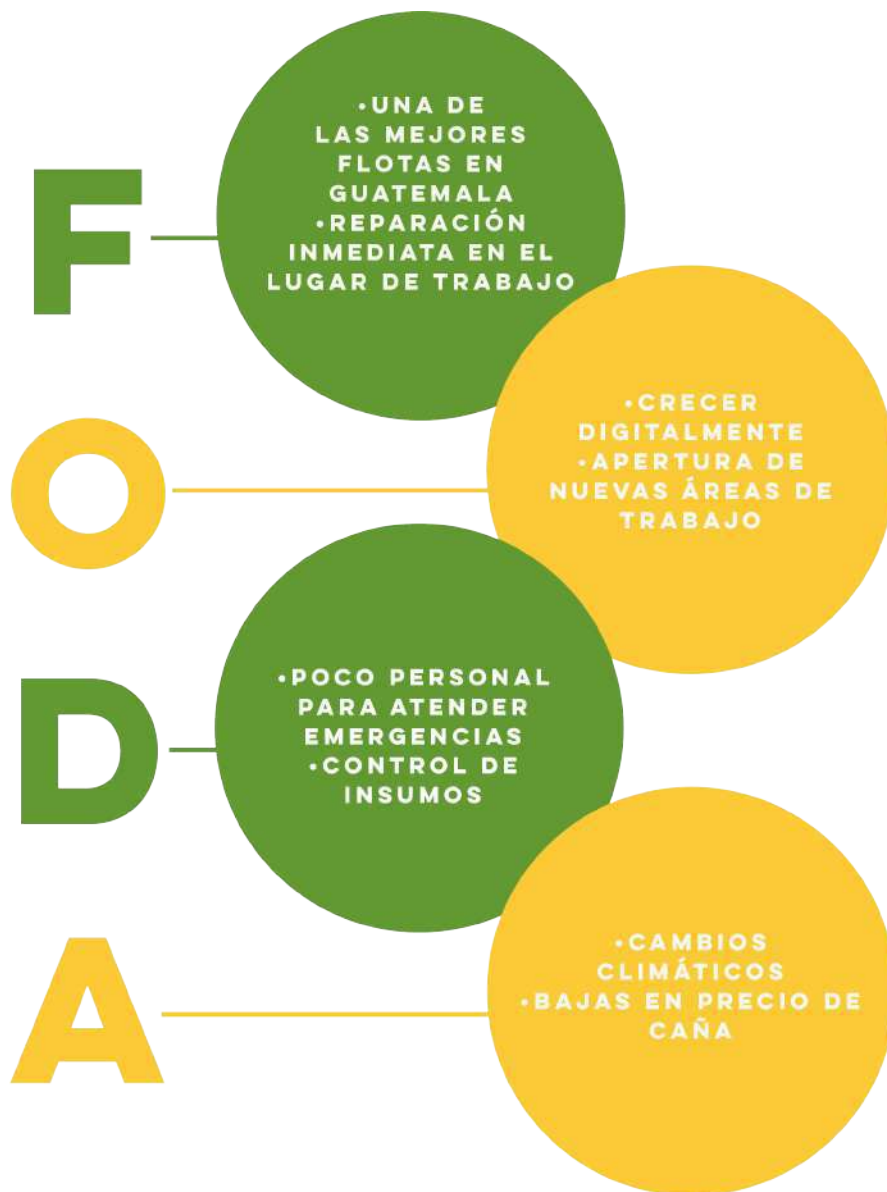 F
•UNA DE
LAS MEJORES
FLOTAS EN
GUATEMALA
•REPARACIÓN
INMEDIATA EN EL
LUGAR DE TRABAJO
O
•CRECER
DIGITALMENTE
•APERTURA DE
NUEVAS ÁREAS DE
TRABAJO
D
•POCO PERSONAL
PARA ATENDER
EMERGENCIAS
•CONTROL DE
INSUMOS
A
•CAMBIOS
CLIMÁTICOS
•BAJAS EN PRECIO DE
CAÑA